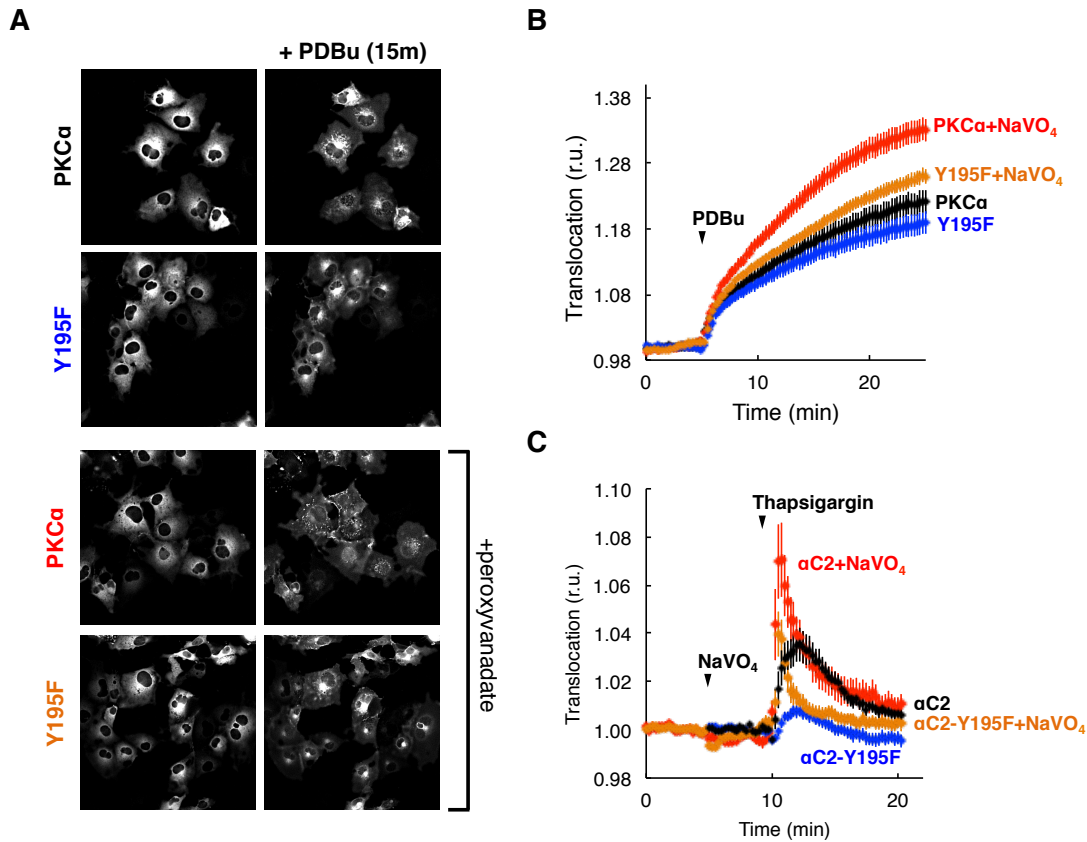 A
+ PDBu (15m)
PKCα
Y195F
PKCα
Y195F
+peroxyvanadate
B
Translocation (r.u.)
1.38
1.28
1.18
1.08
0.98
PDBu
PKCα+NaVO₄
Y195F+NaVO₄
PKCα
Y195F
0
10
20
Time (min)
C
Translocation (r.u.)
1.10
1.08
1.06
1.04
1.02
1.00
0.98
Thapsigargin
αC2+NaVO₄
NaVO₄
αC2
αC2-Y195F+NaVO₄
αC2-Y195F
0
10
20
Time (min)